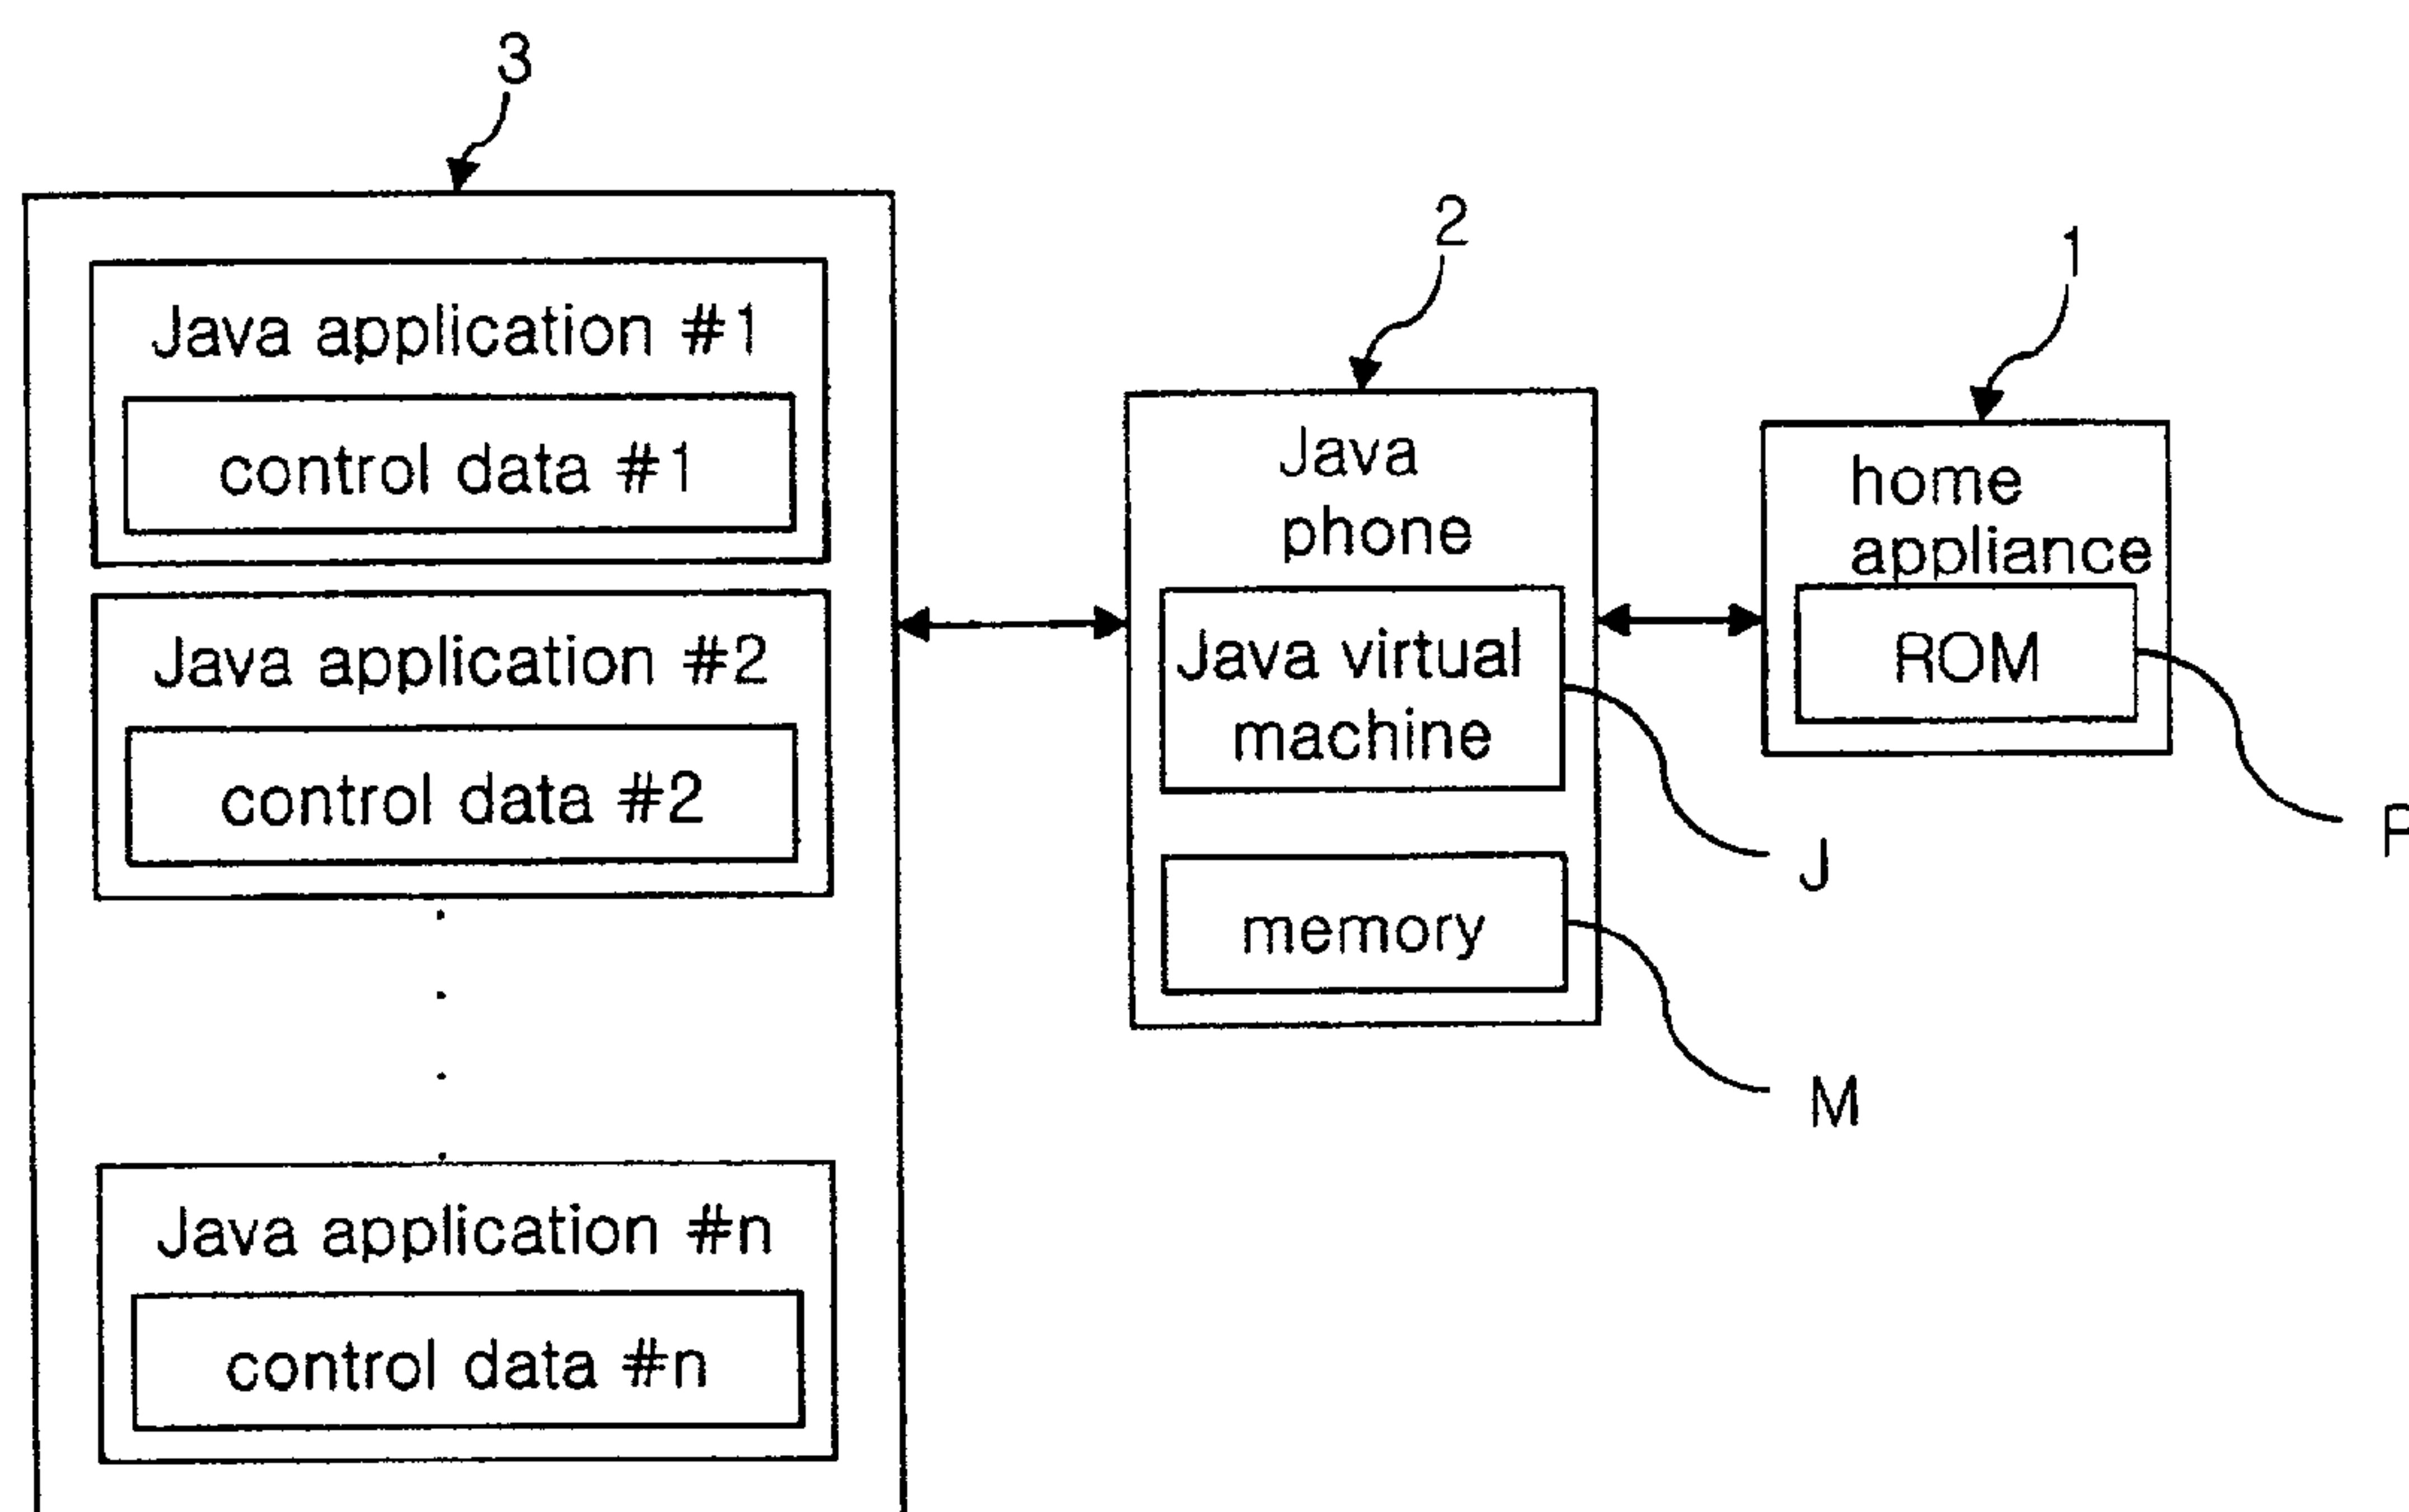 3
Java application #1
control data #1
Java application #2
control data #2
Java application #n
control data #n
2
Java
phone
Java virtual
machine
memory
J
M
1
home
appliance
ROM